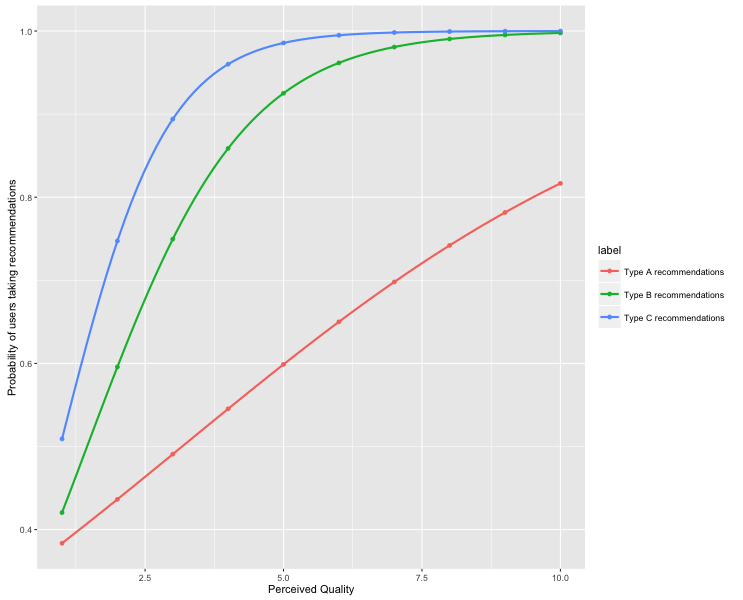 1.0
0.8
0.6
0.4
Probability of users taking recommendations
2.5 5.0 7.5 10.0
Perceived Quality
label
Type A recommendations
Type B recommendations
Type C recommendations